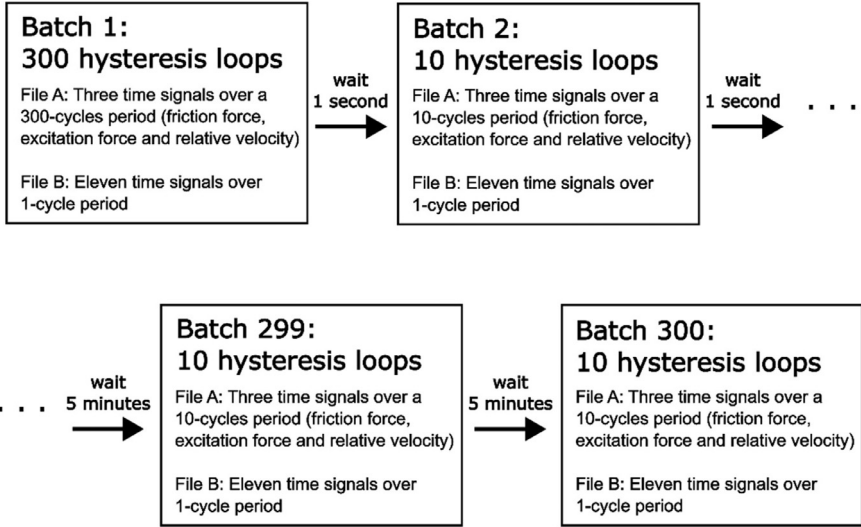 Batch 1:
300 hysteresis loops
File A: Three time signals over a
300-cycles period (friction force,
excitation force and relative velocity)
File B: Eleven time signals over
1-cycle period
wait
1 second
Batch 2:
10 hysteresis loops
File A: Three time signals over a
10-cycles period (friction force,
excitation force and relative velocity)
File B: Eleven time signals over
1-cycle period
wait
1 second
. . .
. . .
wait
5 minutes
Batch 299:
10 hysteresis loops
File A: Three time signals over a
10-cycles period (friction force,
excitation force and relative velocity)
File B: Eleven time signals over
1-cycle period
wait
5 minutes
Batch 300:
10 hysteresis loops
File A: Three time signals over a
10-cycles period (friction force,
excitation force and relative velocity)
File B: Eleven time signals over
1-cycle period